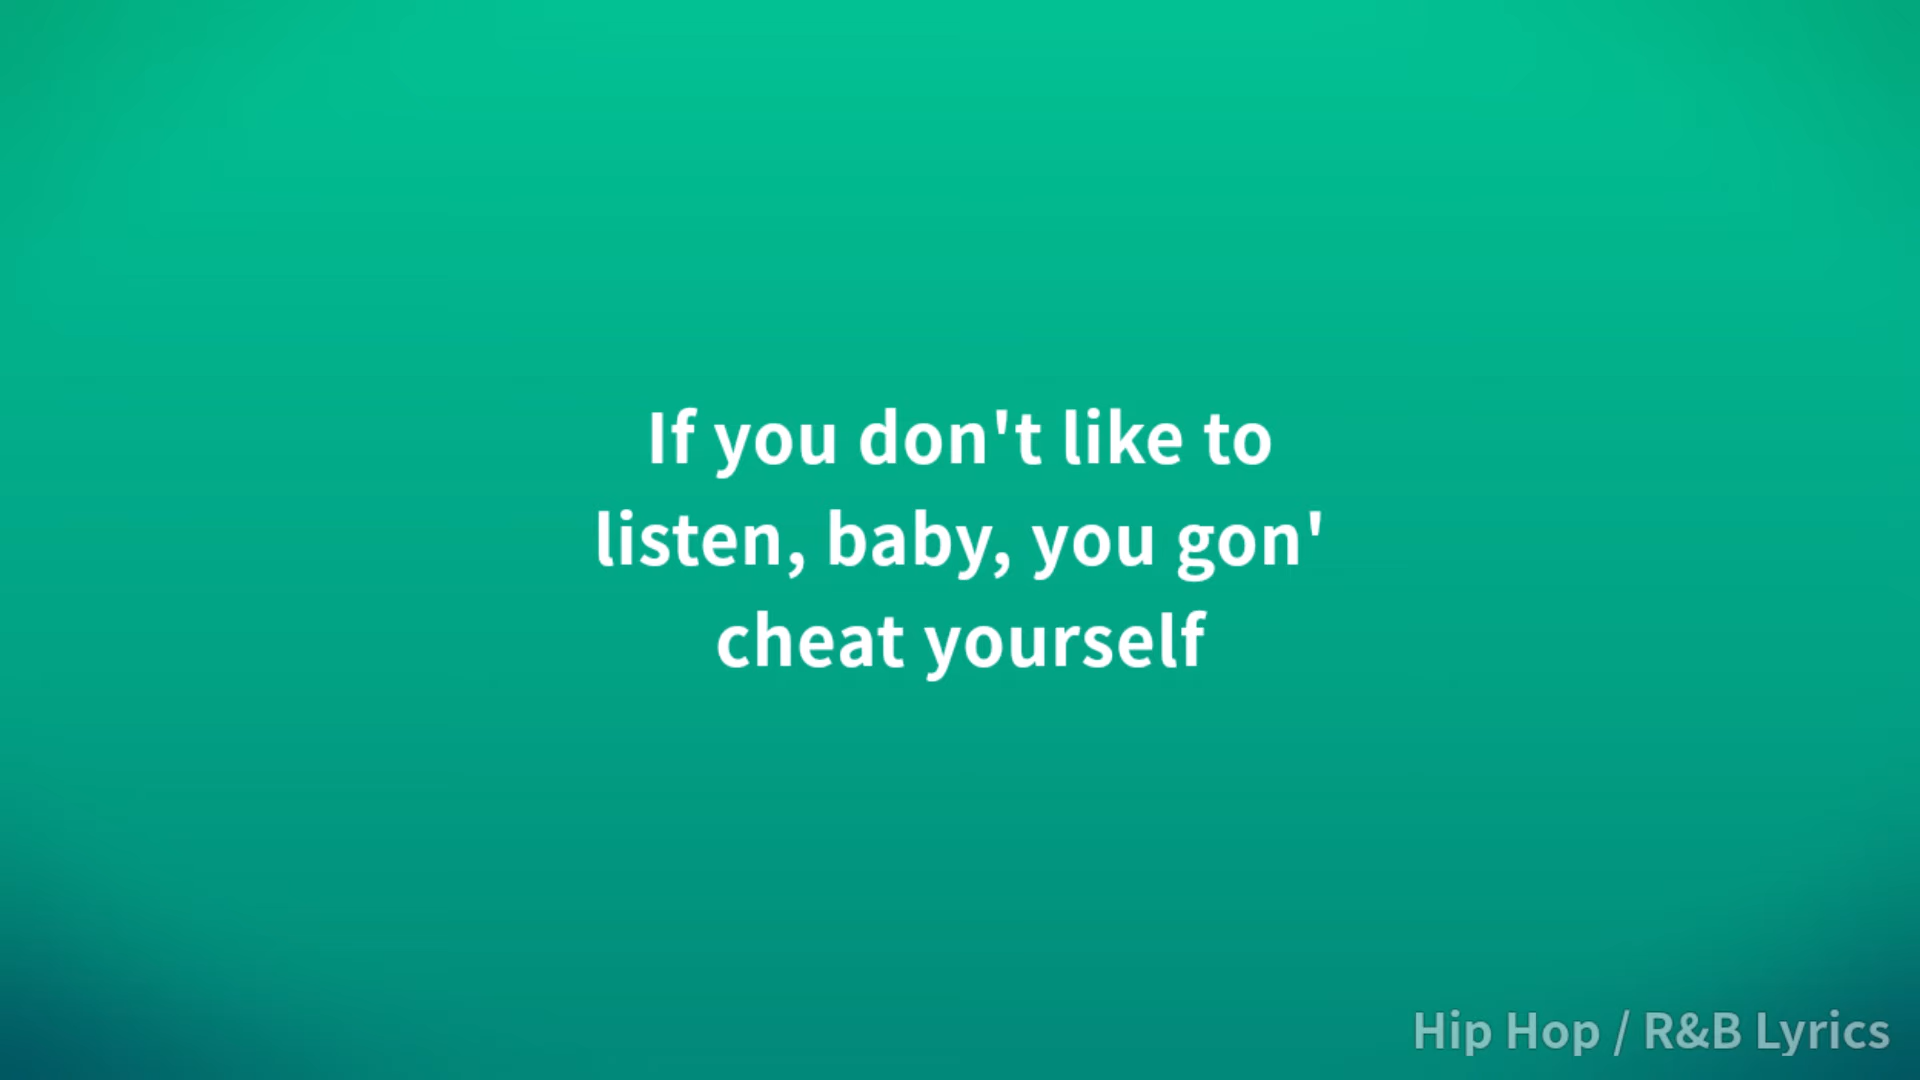 If you don't like to
listen, baby, you gon'
cheat yourself
Hip Hop / R&B Lyrics